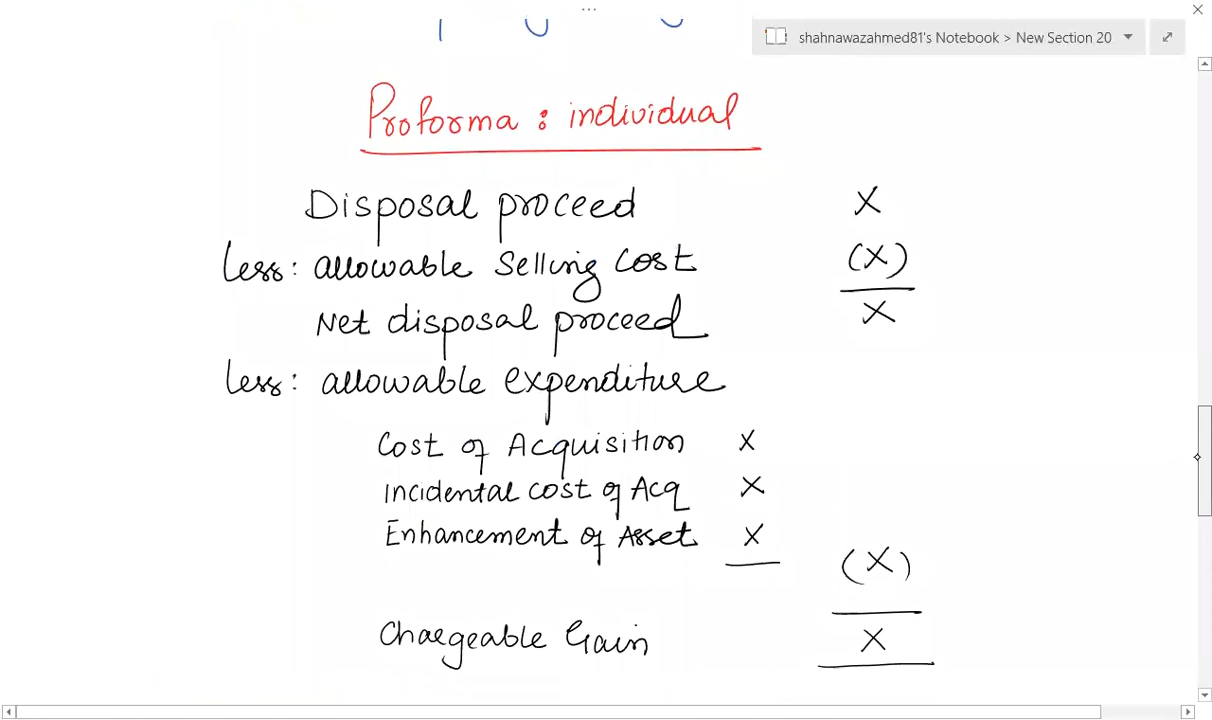 shahnawazahmed81's Notebook > New Section 20
Proforma : individual
Disposal proceed X
less: allowable selling cost (X)
Net disposal proceed X
less: allowable expenditure
Cost of Acquisition X
Incidental cost of Acq X
Enhancement of Asset X
(X)
Chargeable Gain X